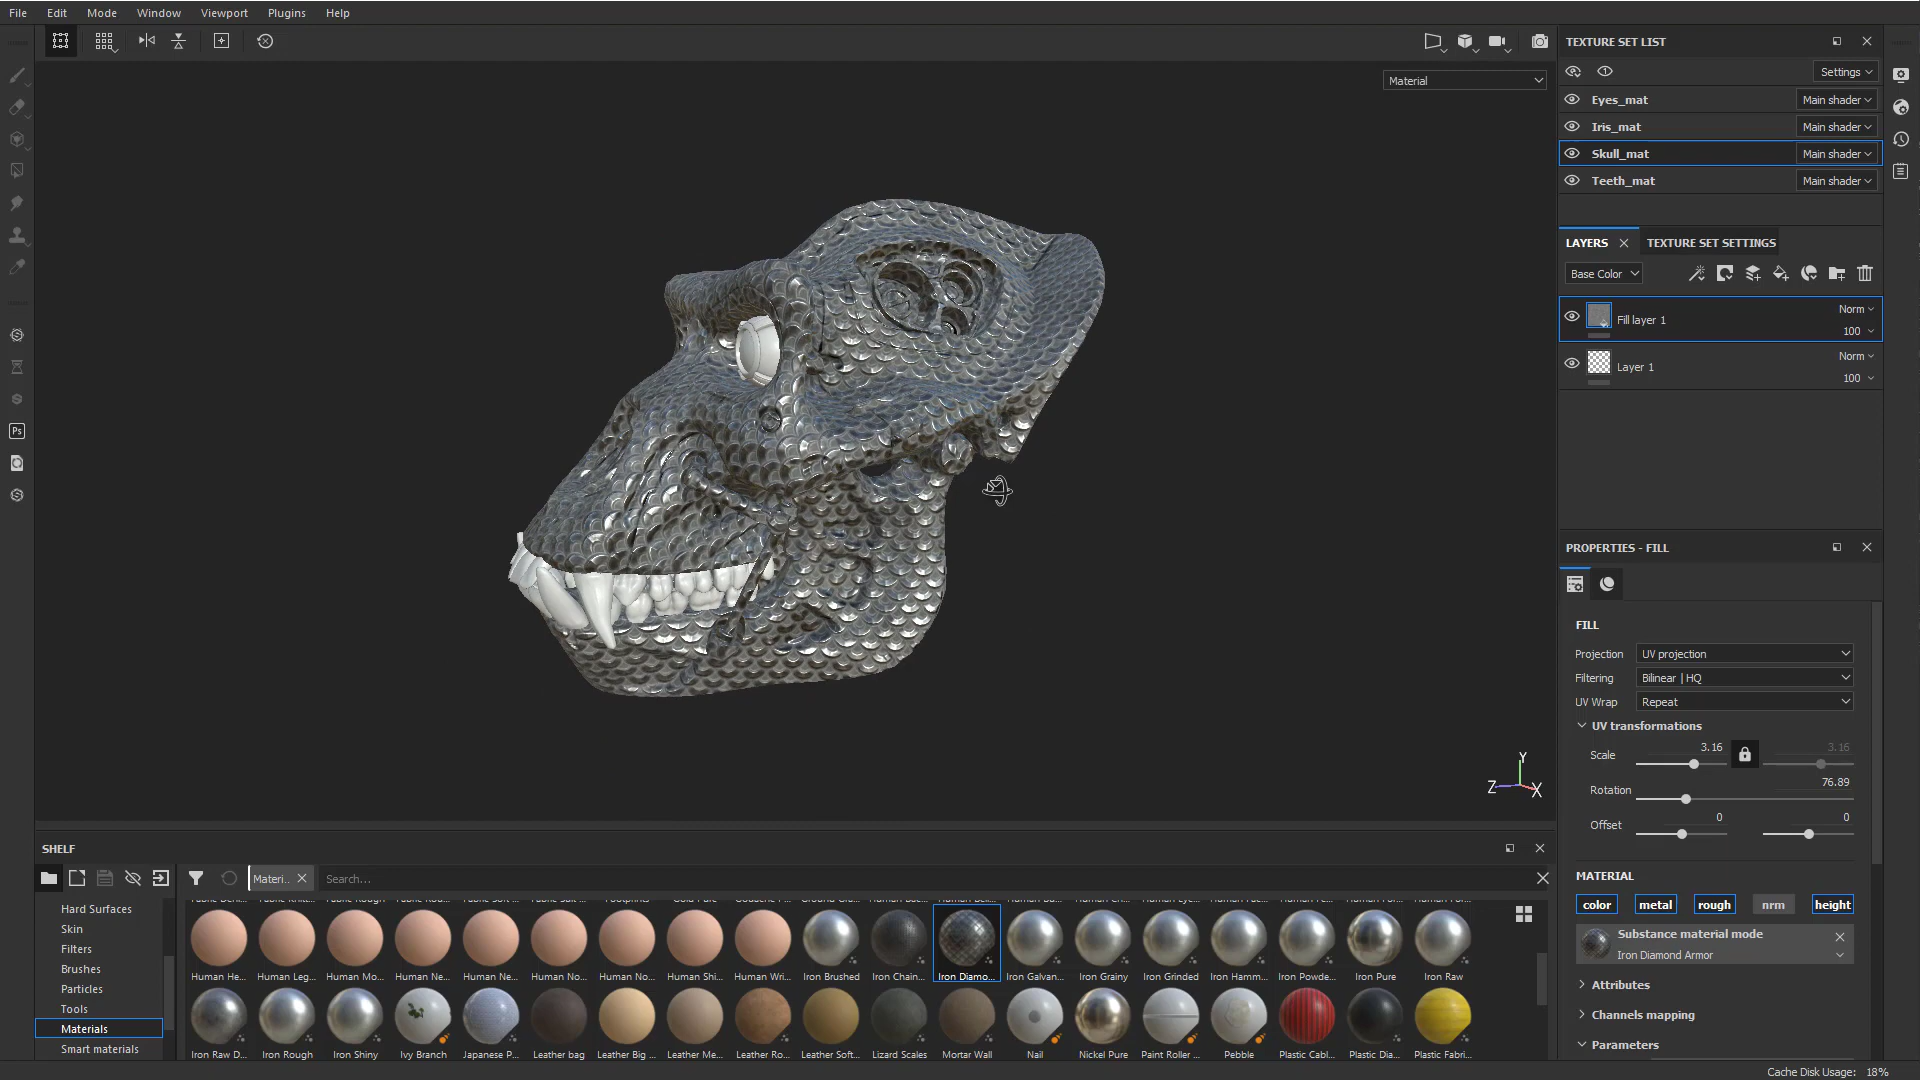 File Edit Mode Window Viewport Plugins Help
Material
TEXTURE SET LIST
Settings
Eyes_mat Main shader
Iris_mat Main shader
Skull_mat Main shader
Teeth_mat Main shader
LAYERS TEXTURE SET SETTINGS
Base Color
Fill layer 1 Norm 100
Layer 1 Norm 100
PROPERTIES - FILL
FILL
Projection UV projection
Filtering Bilinear | HQ
UV Wrap Repeat
UV transformations
Scale 3.16 3.16
Rotation 76.89
Offset 0 0
MATERIAL
color metal rough nrm height
Substance material mode
Iron Diamond Armor
Attributes
Channels mapping
Parameters
Ps
Y
Z X
SHELF
Materi.. Search...
Hard Surfaces
Skin
Filters
Brushes
Particles
Tools
Materials
Smart materials
Human He... Human Leg... Human Mo... Human Ne... Human Ne... Human No... Human No... Human Shi... Human Wri... Iron Brushed Iron Chain... Iron Diamo... Iron Galvan... Iron Grainy Iron Grinded Iron Hamm... Iron Powde... Iron Pure Iron Raw
Iron Raw D... Iron Rough Iron Shiny Ivy Branch Japanese P... Leather bag Leather Big ... Leather Me... Leather Ro... Leather Soft... Lizard Scales Mortar Wall Nail Nickel Pure Paint Roller ... Pebble Plastic Cabl... Plastic Dia... Plastic Fabri...
Cache Disk Usage: 18%